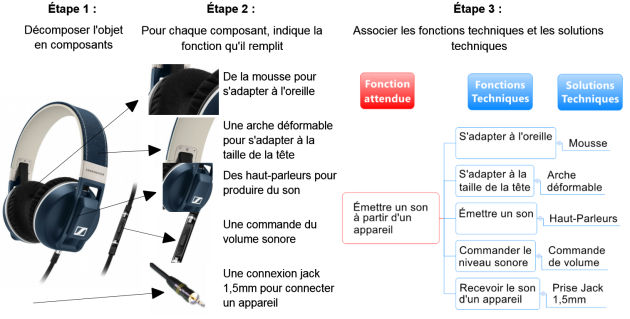 Étape 1 :
Décomposer l'objet
en composants
Étape 2 :
Pour chaque composant, indique la
fonction qu'il remplit
De la mousse pour
s'adapter à l'oreille
Une arche déformable
pour s'adapter à la
taille de la tête
Des haut-parleurs pour
produire du son
Une commande du
volume sonore
Une connexion jack
1,5mm pour connecter
un appareil
Étape 3 :
Associer les fonctions techniques et les solutions
techniques
Fonction
attendue
Fonctions
Techniques
Solutions
Techniques
Émettre un son
à partir d'un
appareil
S'adapter à l'oreille
Mousse
S'adapter à la
taille de la tête
Arche
déformable
Émettre un son
Haut-Parleurs
Commander le
niveau sonore
Commande
de volume
Recevoir le son
d'un appareil
Prise Jack
1,5mm